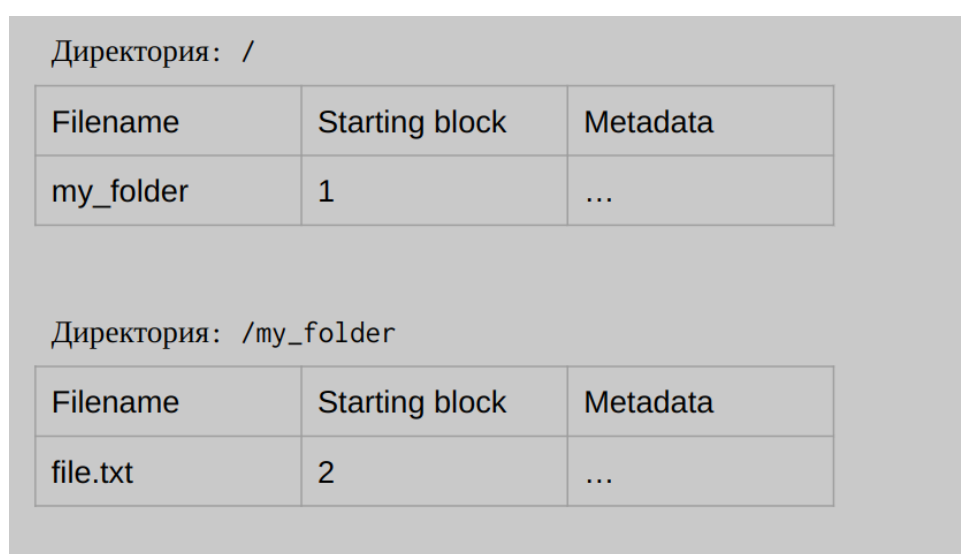 Директория: /
Filename Starting block Metadata
my_folder 1 …
Директория: /my_folder
Filename Starting block Metadata
file.txt 2 …